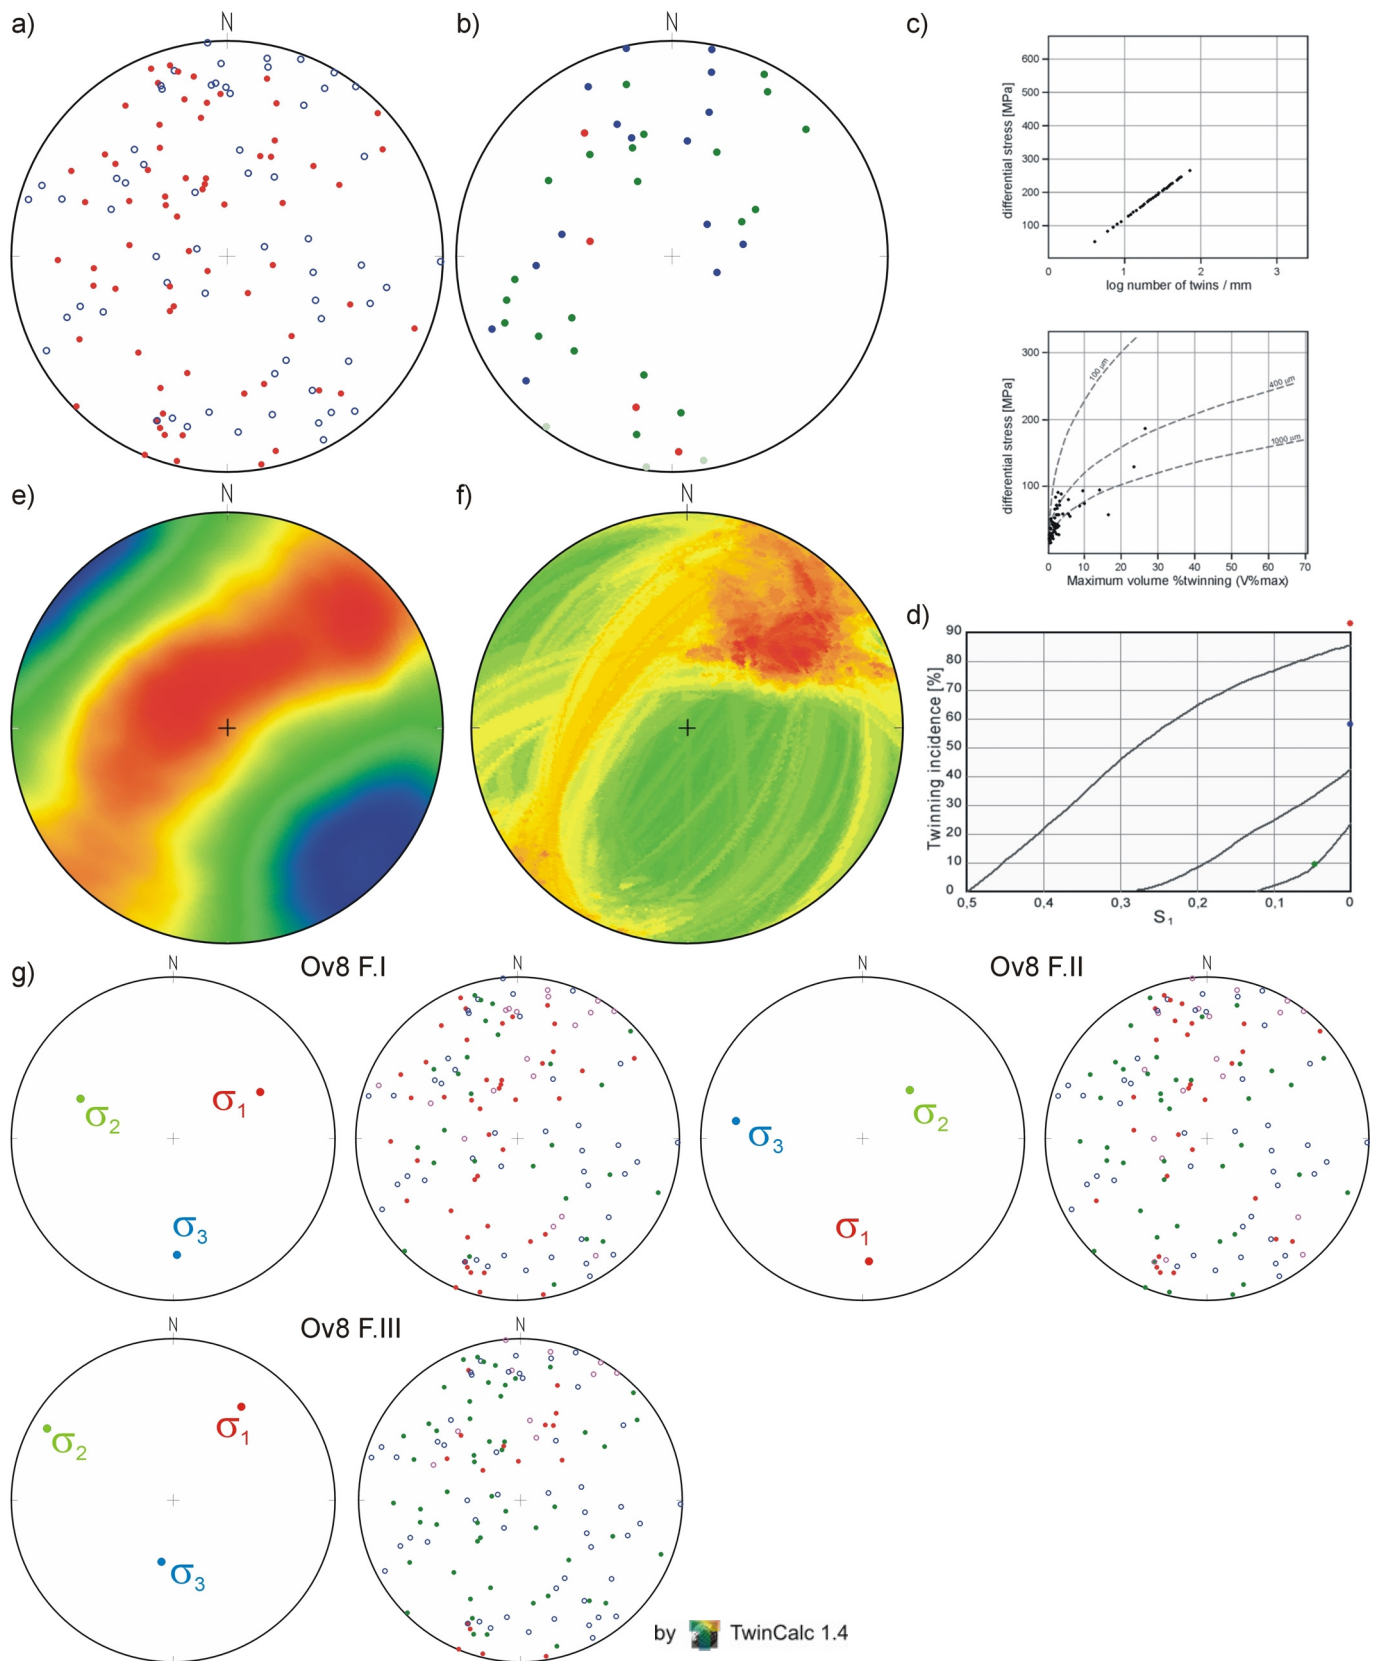 a)
N
b)
N
c)
differential stress [MPa]
600
500
400
300
200
100
0
1
2
3
log number of twins / mm
differential stress [MPa]
300
200
100
100 µm
400 µm
1000 µm
0
10
20
30
40
50
60
70
Maximum volume %twinning (V%max)
e)
N
f)
N
d)
Twinning incidence [%]
90
80
70
60
50
40
30
20
10
0
0,5
0,4
0,3
0,2
0,1
0
S1
g)
Ov8 F.I
N
N
σ1
σ2
σ3
Ov8 F.II
N
N
σ2
σ3
σ1
Ov8 F.III
N
N
σ1
σ2
σ3
by TwinCalc 1.4